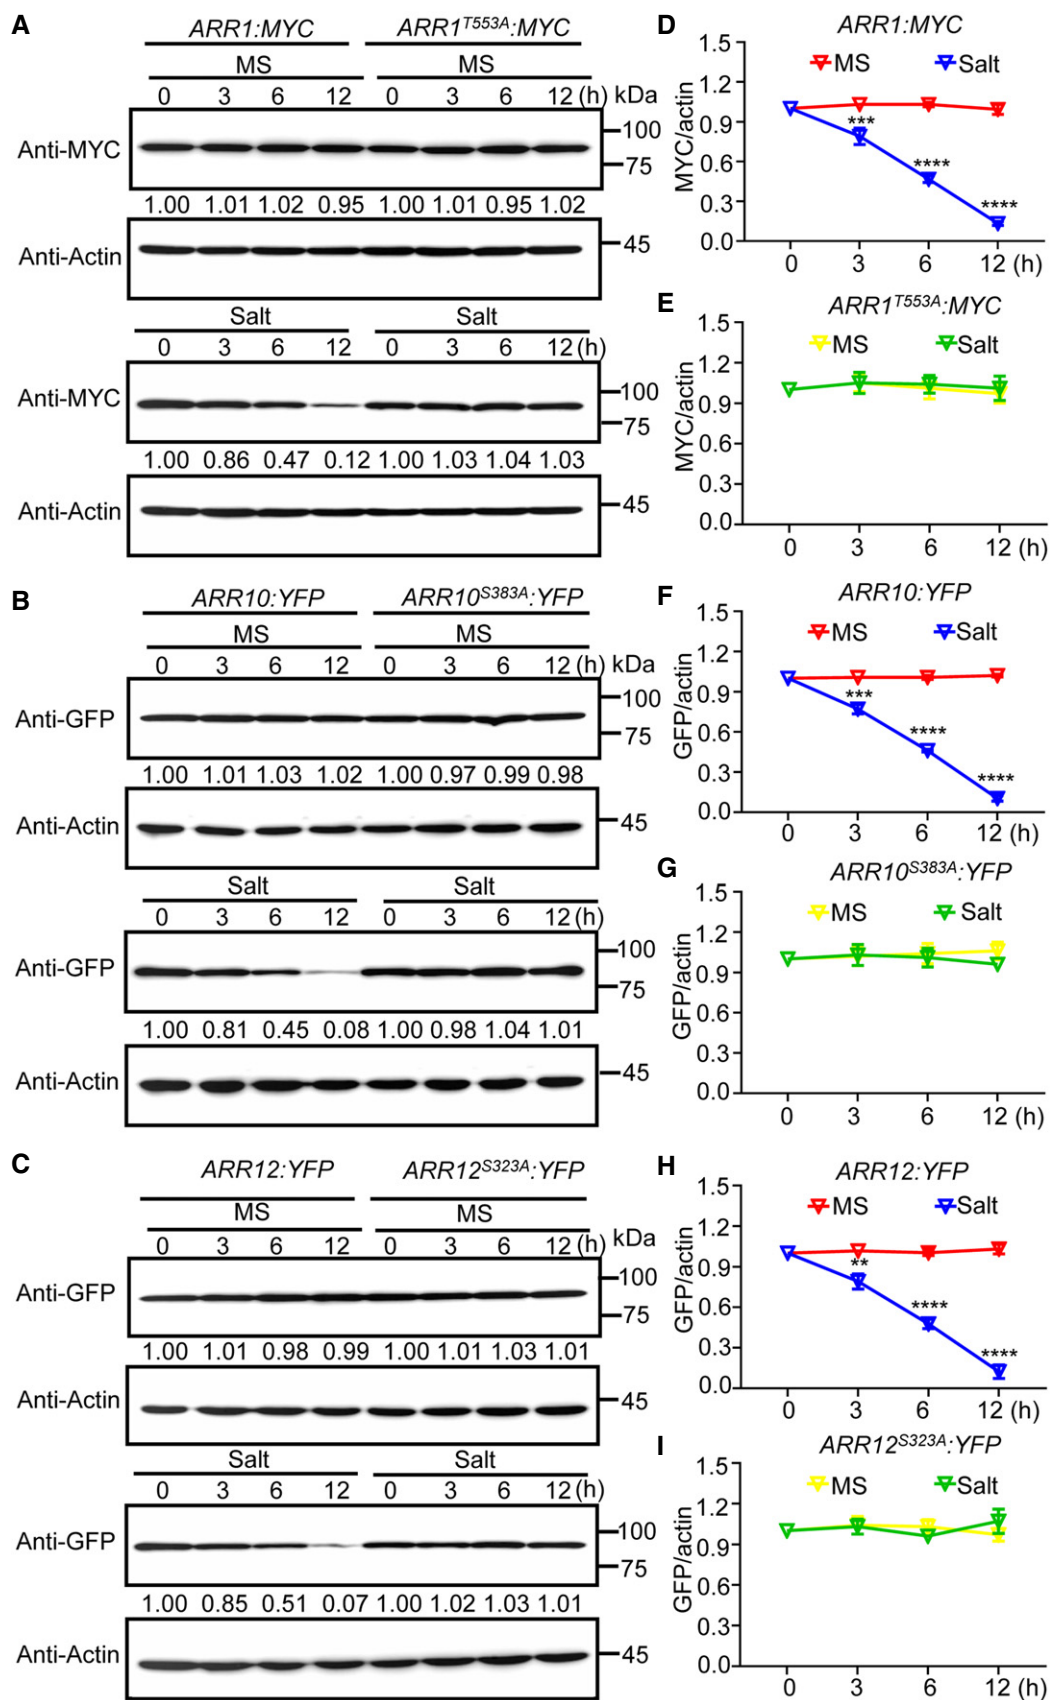 A
ARR1:MYC ARR1^T553A:MYC
MS MS
0 3 6 12 0 3 6 12 (h) kDa
Anti-MYC
100
75
1.00 1.01 1.02 0.95 1.00 1.01 0.95 1.02
Anti-Actin
45
Salt Salt
0 3 6 12 0 3 6 12 (h)
Anti-MYC
100
75
1.00 0.86 0.47 0.12 1.00 1.03 1.04 1.03
Anti-Actin
45
B
ARR10:YFP ARR10^S383A:YFP
MS MS
0 3 6 12 0 3 6 12 (h) kDa
Anti-GFP
100
75
1.00 1.01 1.03 1.02 1.00 0.97 0.99 0.98
Anti-Actin
45
Salt Salt
0 3 6 12 0 3 6 12 (h)
Anti-GFP
100
75
1.00 0.81 0.45 0.08 1.00 0.98 1.04 1.01
Anti-Actin
45
C
ARR12:YFP ARR12^S323A:YFP
MS MS
0 3 6 12 0 3 6 12 (h) kDa
Anti-GFP
100
75
1.00 1.01 0.98 0.99 1.00 1.01 1.03 1.01
Anti-Actin
45
Salt Salt
0 3 6 12 0 3 6 12 (h)
Anti-GFP
100
75
1.00 0.85 0.51 0.07 1.00 1.02 1.03 1.01
Anti-Actin
45
D
ARR1:MYC
MS Salt
MYC/actin
1.5
1.2
0.9
0.6
0.3
0.0
***
****
****
0 3 6 12 (h)
E
ARR1^T553A:MYC
MS Salt
MYC/actin
1.5
1.2
0.9
0.6
0.3
0.0
0 3 6 12 (h)
F
ARR10:YFP
MS Salt
GFP/actin
1.5
1.2
0.9
0.6
0.3
0.0
***
****
****
0 3 6 12 (h)
G
ARR10^S383A:YFP
MS Salt
GFP/actin
1.5
1.2
0.9
0.6
0.3
0.0
0 3 6 12 (h)
H
ARR12:YFP
MS Salt
GFP/actin
1.5
1.2
0.9
0.6
0.3
0.0
**
****
****
0 3 6 12 (h)
I
ARR12^S323A:YFP
MS Salt
GFP/actin
1.5
1.2
0.9
0.6
0.3
0.0
0 3 6 12 (h)